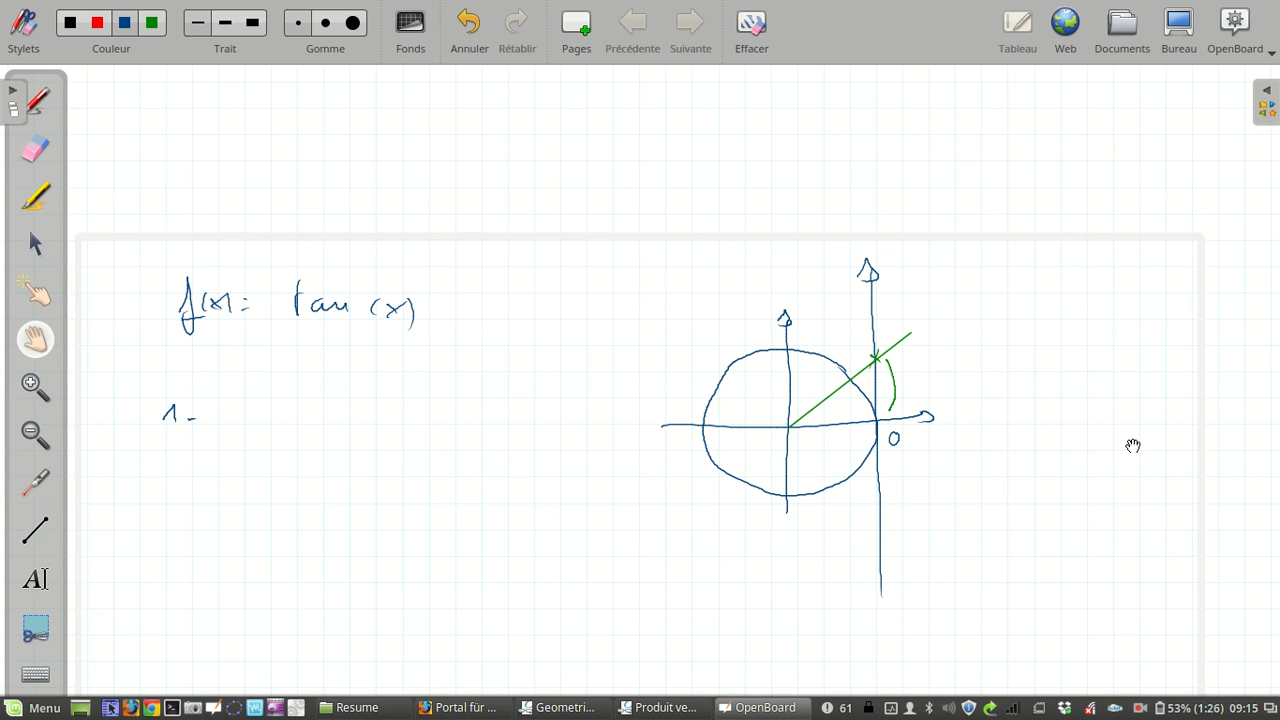 Stylets Couleur Trait Gomme Fonds Annuler Rétablir Pages Précédente Suivante Effacer Tableau Web Documents Bureau OpenBoard
f(x) = tan (x)
1-
0
A
Menu Resume Portal für ... Geometri... Produit ve... OpenBoard 61 53% (1:26) 09:15